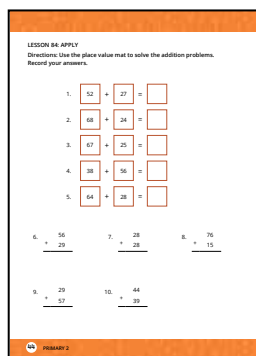 LESSON 84: APPLY
Directions: Use the place value mat to solve the addition problems.
Record your answers.
1. 52 + 27 =
2. 68 + 24 =
3. 67 + 25 =
4. 38 + 56 =
5. 64 + 28 =
6. 56 + 29
7. 28 + 28
8. 76 + 15
9. 29 + 57
10. 44 + 39
PRIMARY 2